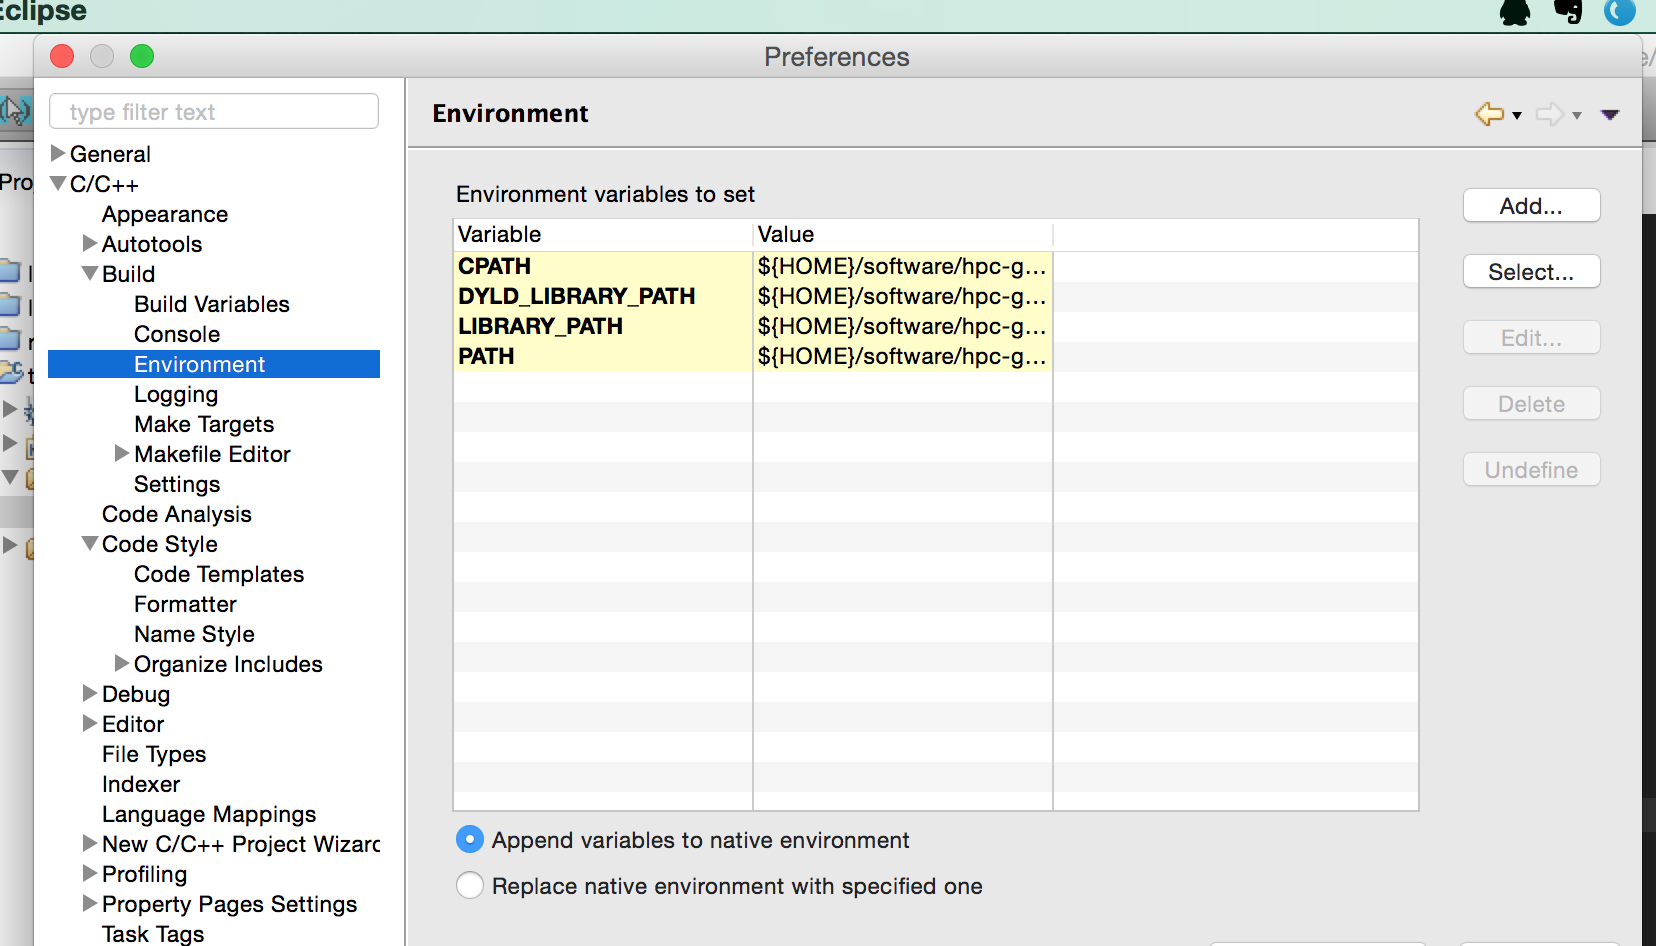 Eclipse
Preferences
type filter text
Environment
General
C/C++
Appearance
Autotools
Build
Build Variables
Console
Environment
Logging
Make Targets
Makefile Editor
Settings
Code Analysis
Code Style
Code Templates
Formatter
Name Style
Organize Includes
Debug
Editor
File Types
Indexer
Language Mappings
New C/C++ Project Wizarc
Profiling
Property Pages Settings
Task Tags
Pro
Environment variables to set
Variable Value
CPATH ${HOME}/software/hpc-g...
DYLD_LIBRARY_PATH ${HOME}/software/hpc-g...
LIBRARY_PATH ${HOME}/software/hpc-g...
PATH ${HOME}/software/hpc-g...
Add...
Select...
Edit...
Delete
Undefine
Append variables to native environment
Replace native environment with specified one